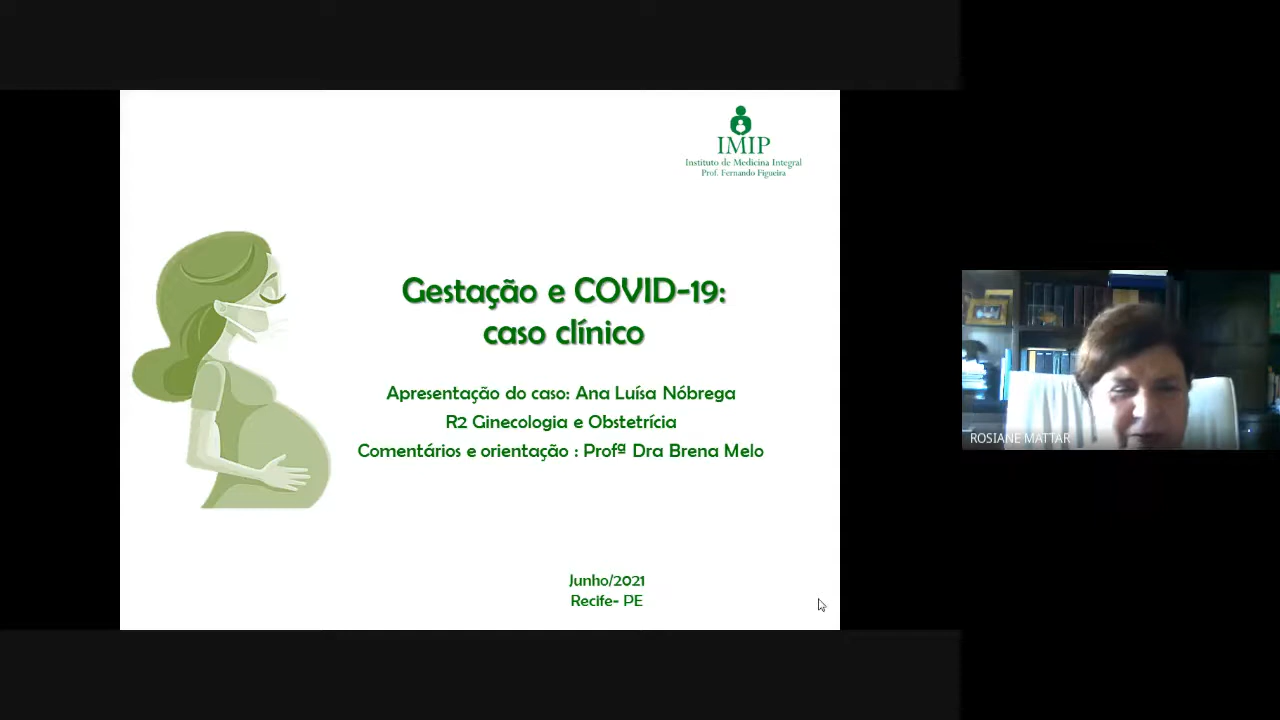 IMIP
Instituto de Medicina Integral
Prof. Fernando Figueira
Gestação e COVID-19:
caso clínico
Apresentação do caso: Ana Luísa Nóbrega
R2 Ginecologia e Obstetrícia
Comentários e orientação : Profª Dra Brena Melo
Junho/2021
Recife- PE
ROSIANE MATTAR